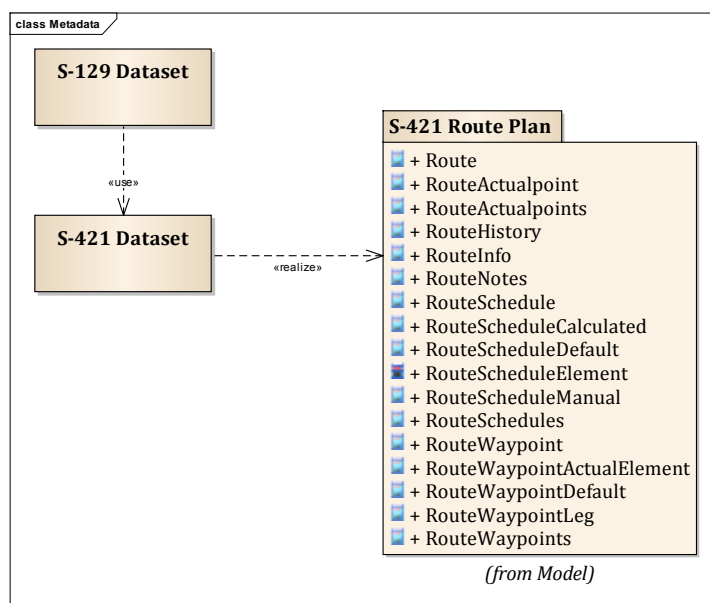 class Metadata
S-129 Dataset
«use»
S-421 Dataset
«realize»
S-421 Route Plan
+ Route
+ RouteActualpoint
+ RouteActualpoints
+ RouteHistory
+ RouteInfo
+ RouteNotes
+ RouteSchedule
+ RouteScheduleCalculated
+ RouteScheduleDefault
+ RouteScheduleElement
+ RouteScheduleManual
+ RouteSchedules
+ RouteWaypoint
+ RouteWaypointActualElement
+ RouteWaypointDefault
+ RouteWaypointLeg
+ RouteWaypoints
(from Model)